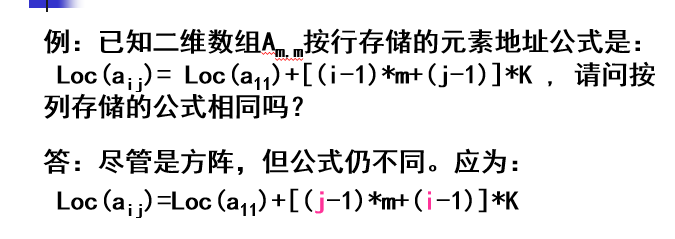 例：已知二维数组Am,m按行存储的元素地址公式是：
Loc(aij)= Loc(a11)+[(i-1)*m+(j-1)]*K ， 请问按
列存储的公式相同吗？
答：尽管是方阵，但公式仍不同。应为：
Loc(aij)=Loc(a11)+[(j-1)*m+(i-1)]*K